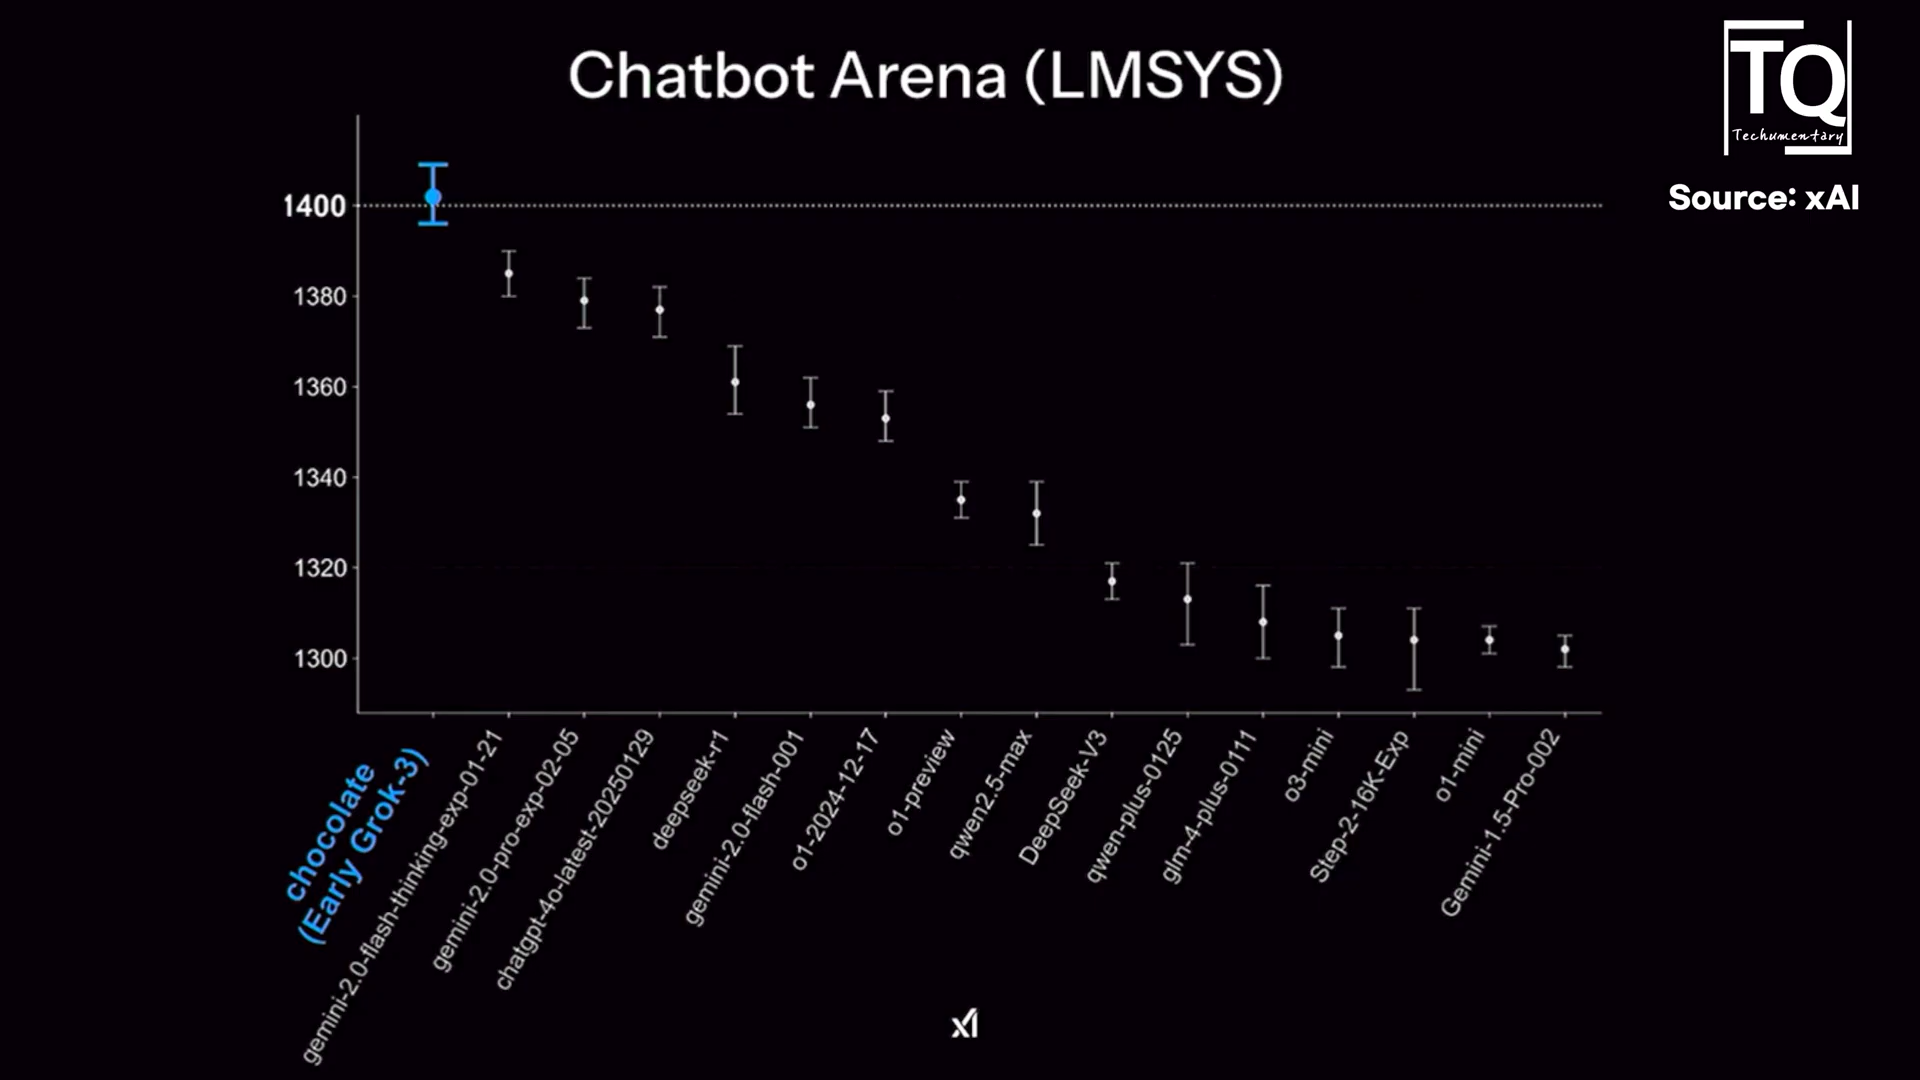 Chatbot Arena (LMSYS)
TQ
Techumentary
Source: xAI
1400
1380
1360
1340
1320
1300
chocolate
(Early Grok-3)
gemini-2.0-flash-thinking-exp-01-21
gemini-2.0-pro-exp-02-05
chatgpt-4o-latest-20250129
deepseek-r1
gemini-2.0-flash-001
o1-2024-12-17
o1-preview
qwen2.5-max
DeepSeek-V3
qwen-plus-0125
glm-4-plus-0111
o3-mini
Step-2-16K-Exp
o1-mini
Gemini-1.5-Pro-002
xI